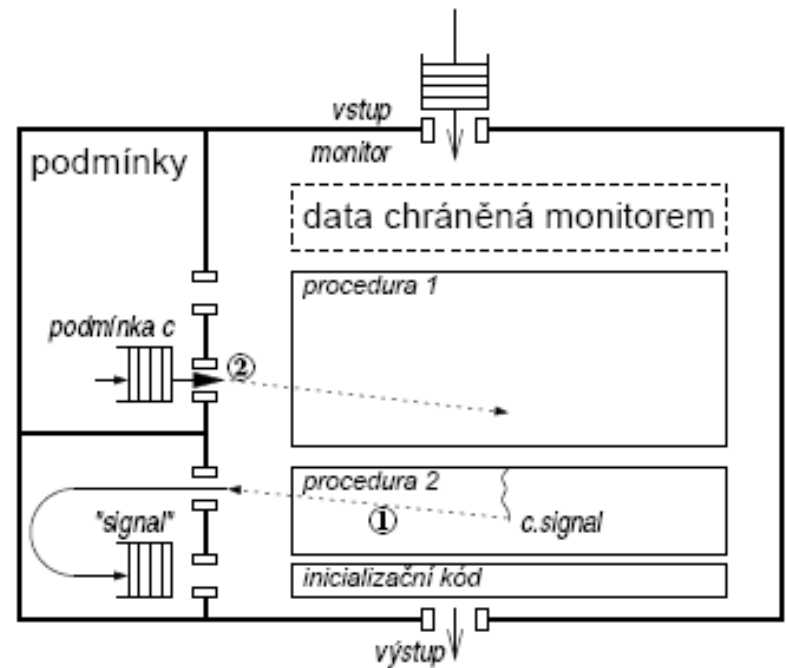 vstup
monitor
podmínky
data chráněná monitorem
procedura 1
podmínka c
②
procedura 2
①
c.signal
"signal"
inicializační kód
výstup